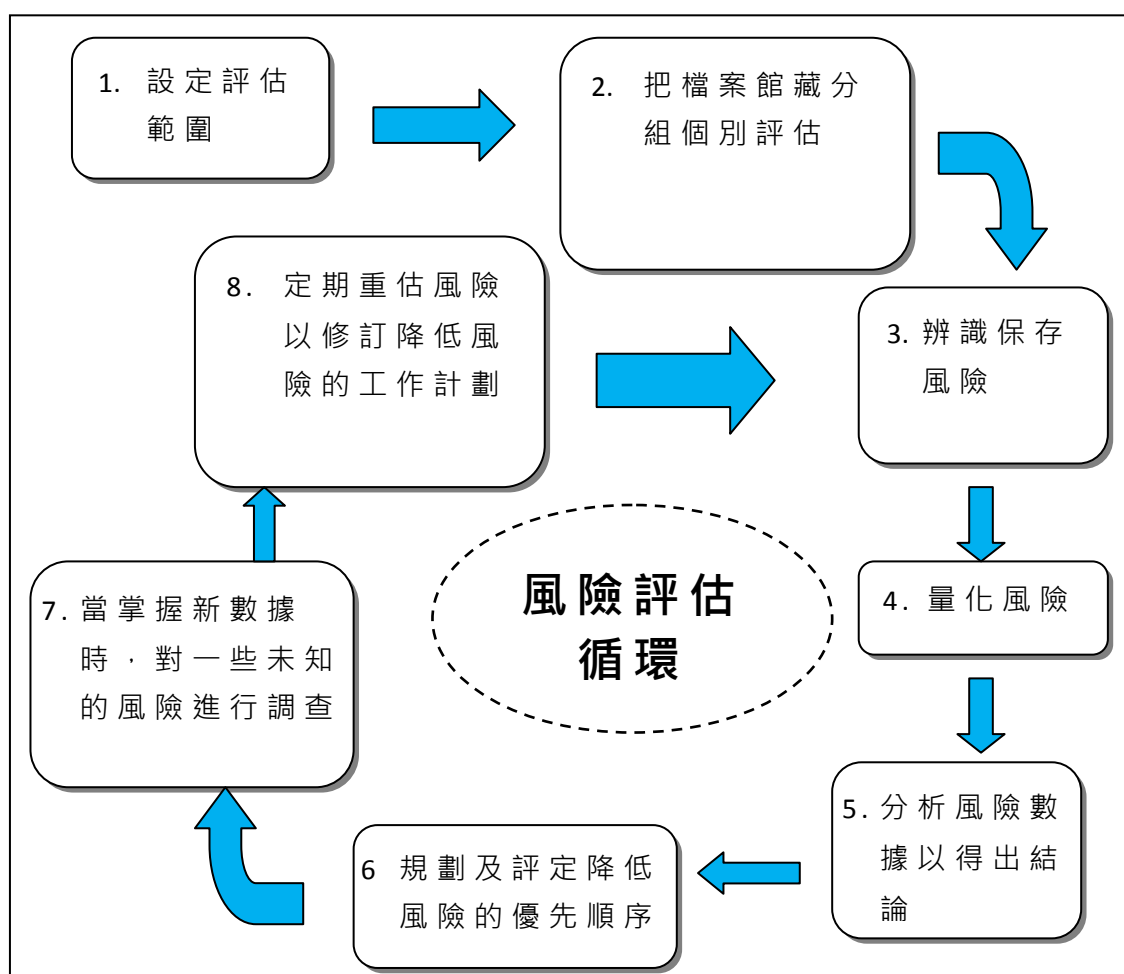 1. 設定評估
範圍
2. 把檔案館藏分
組個別評估
3. 辨識保存
風險
4. 量化風險
5. 分析風險數
據以得出結
論
6 規劃及評定降低
風險的優先順序
7. 當掌握新數據
時，對一些未知
的風險進行調查
8. 定期重估風險
以修訂降低風
險的工作計劃
風險評估
循環